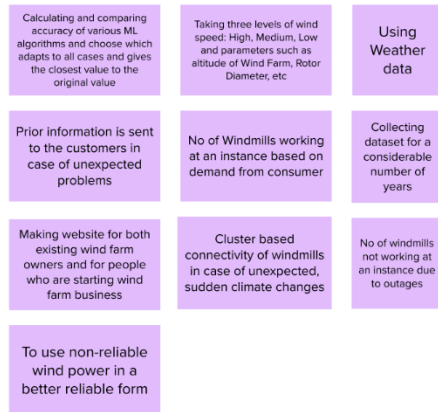 Calculating and comparing
accuracy of various ML
algorithms and choose which
adapts to all cases and gives
the closest value to the
original value
Taking three levels of wind
speed: High, Medium, Low
and parameters such as
altitude of Wind Farm, Rotor
Diameter, etc
Using
Weather
data
Prior information is sent
to the customers in
case of unexpected
problems
No of Windmills working
at an instance based on
demand from consumer
Collecting
dataset for a
considerable
number of
years
Making website for both
existing wind farm
owners and for people
who are starting wind
farm business
Cluster based
connectivity of windmills
in case of unexpected,
sudden climate changes
No of windmills
not working at
an instance due
to outages
To use non-reliable
wind power in a
better reliable form